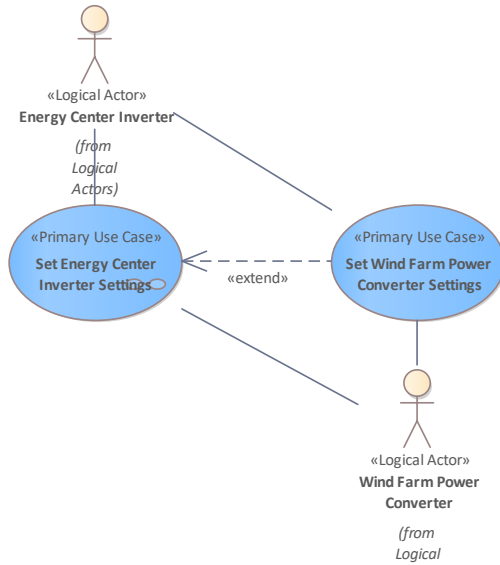 «Logical Actor»
Energy Center Inverter
(from
Logical
Actors)
«Primary Use Case»
Set Energy Center
Inverter Settings
«extend»
«Primary Use Case»
Set Wind Farm Power
Converter Settings
«Logical Actor»
Wind Farm Power
Converter
(from
Logical